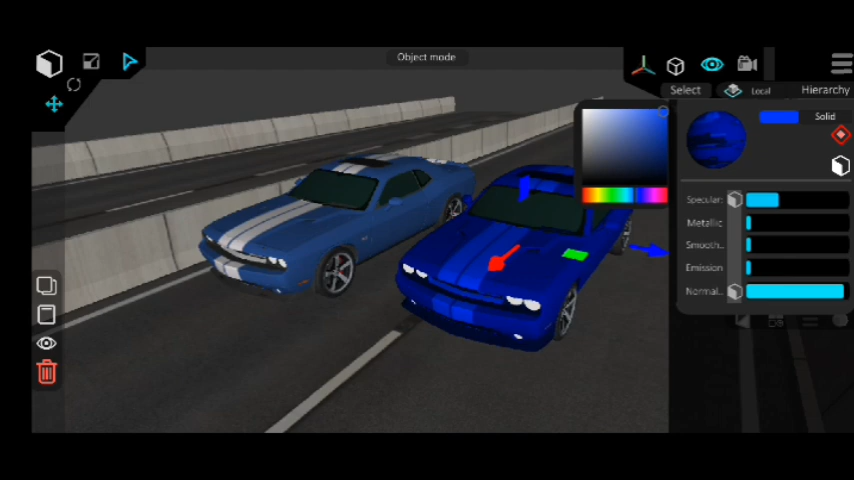 Object mode
Select
Local
Hierarchy
Solid
Specular:
Metallic
Smooth..
Emission
Normal..